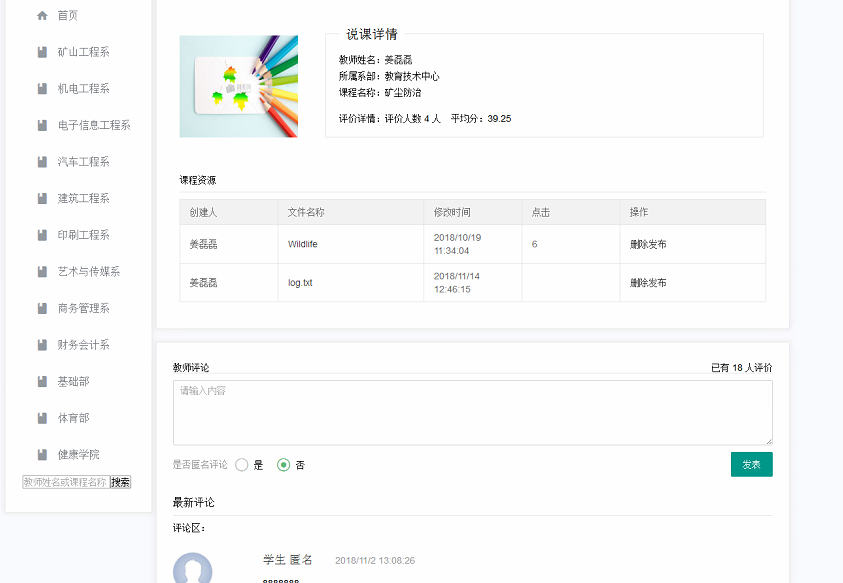 首页
矿山工程系
机电工程系
电子信息工程系
汽车工程系
建筑工程系
印刷工程系
艺术与传媒系
商务管理系
财务会计系
基础部
体育部
健康学院
教师姓名或课程名称 搜索
说课详情
教师姓名：姜磊磊
所属系部：教育技术中心
课程名称：矿尘防治
评价详情：评价人数 4 人 平均分：39.25
课程资源
创建人 文件名称 修改时间 点击 操作
姜磊磊 Wildlife 2018/10/19 11:34:04 6 删除发布
姜磊磊 log.txt 2018/11/14 12:46:15 删除发布
教师评论 已有 18 人评价
请输入内容
是否匿名评论 是 否 发表
最新评论
评论区：
学生 匿名 2018/11/2 13:08:26